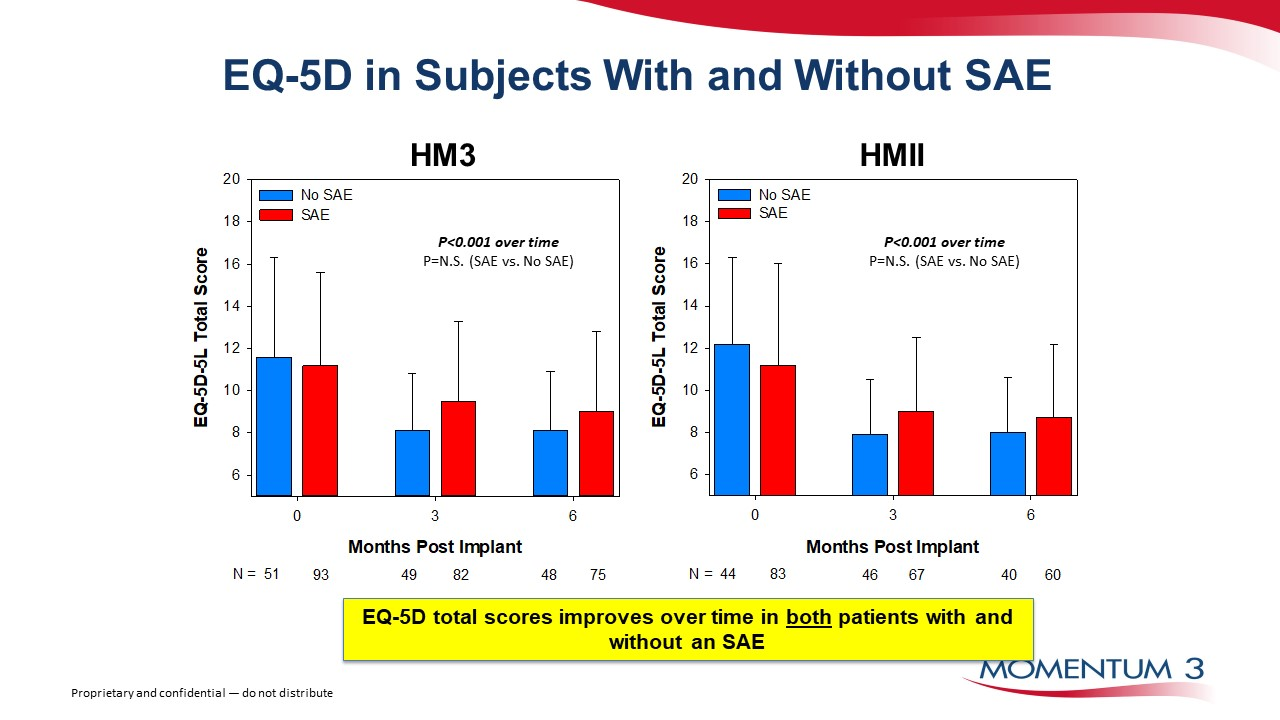 EQ-5D in Subjects With and Without SAE
HM3
20
18
16
14
12
10
8
6
EQ-5D-5L Total Score
No SAE
SAE
P<0.001 over time
P=N.S. (SAE vs. No SAE)
0 3 6
Months Post Implant
N = 51 93 49 82 48 75
HMII
20
18
16
14
12
10
8
6
EQ-5D-5L Total Score
No SAE
SAE
P<0.001 over time
P=N.S. (SAE vs. No SAE)
0 3 6
Months Post Implant
N = 44 83 46 67 40 60
EQ-5D total scores improves over time in both patients with and
without an SAE
MOMENTUM 3
Proprietary and confidential — do not distribute